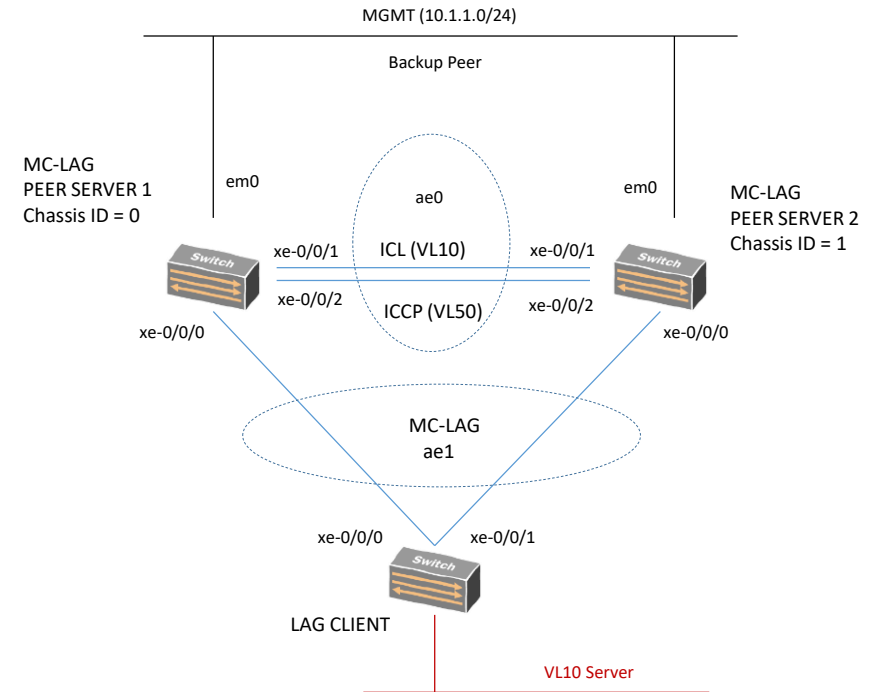 MGMT (10.1.1.0/24)
Backup Peer
MC-LAG
PEER SERVER 1
Chassis ID = 0
em0
ae0
em0
MC-LAG
PEER SERVER 2
Chassis ID = 1
Switch
xe-0/0/1
ICL (VL10)
xe-0/0/1
Switch
xe-0/0/2
ICCP (VL50)
xe-0/0/2
xe-0/0/0
xe-0/0/0
MC-LAG
ae1
xe-0/0/0
xe-0/0/1
Switch
LAG CLIENT
VL10 Server